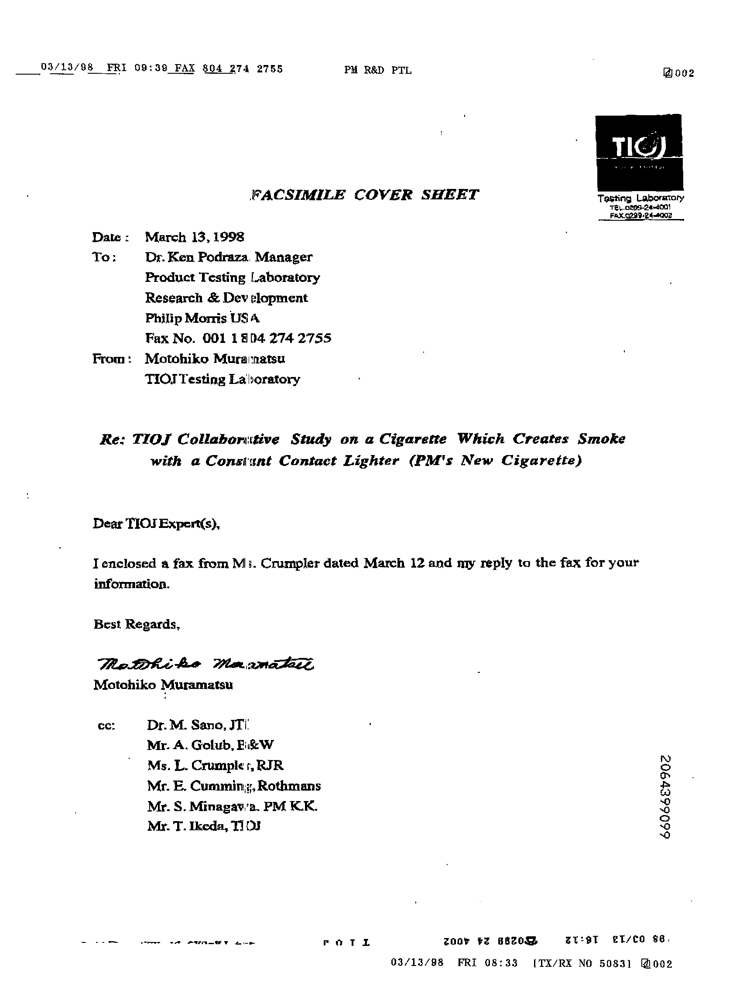 03/13/98 FRI 09:39 FAX 804 274 2755 PM R&D PTL 002
TIOJ
Testing Laboratory
TEL.0299-24-4001
FAX.0299-24-4002
FACSIMILE COVER SHEET
Date : March 13, 1998
To : Dr. Ken Podraza, Manager
Product Testing Laboratory
Research & Development
Philip Morris USA
Fax No. 001 1 804 274 2755
From : Motohiko Muramatsu
TIOJ Testing Laboratory
Re: TIOJ Collaborative Study on a Cigarette Which Creates Smoke
with a Constant Contact Lighter (PM's New Cigarette)
Dear TIOJ Expert(s),
I enclosed a fax from Ms. Crumpler dated March 12 and my reply to the fax for your
information.
Best Regards,
Motohiko Muramatsu
Motohiko Muramatsu
cc: Dr. M. Sano, JTI
Mr. A. Golub, B&W
Ms. L. Crumpler, RJR
Mr. E. Cumming, Rothmans
Mr. S. Minagawa, PM K.K.
Mr. T. Ikeda, TIOJ
2064399099
'98 03/13 16:12 0299 24 4002 TIOJ
03/13/98 FRI 08:33 [TX/RX NO 5083] 002